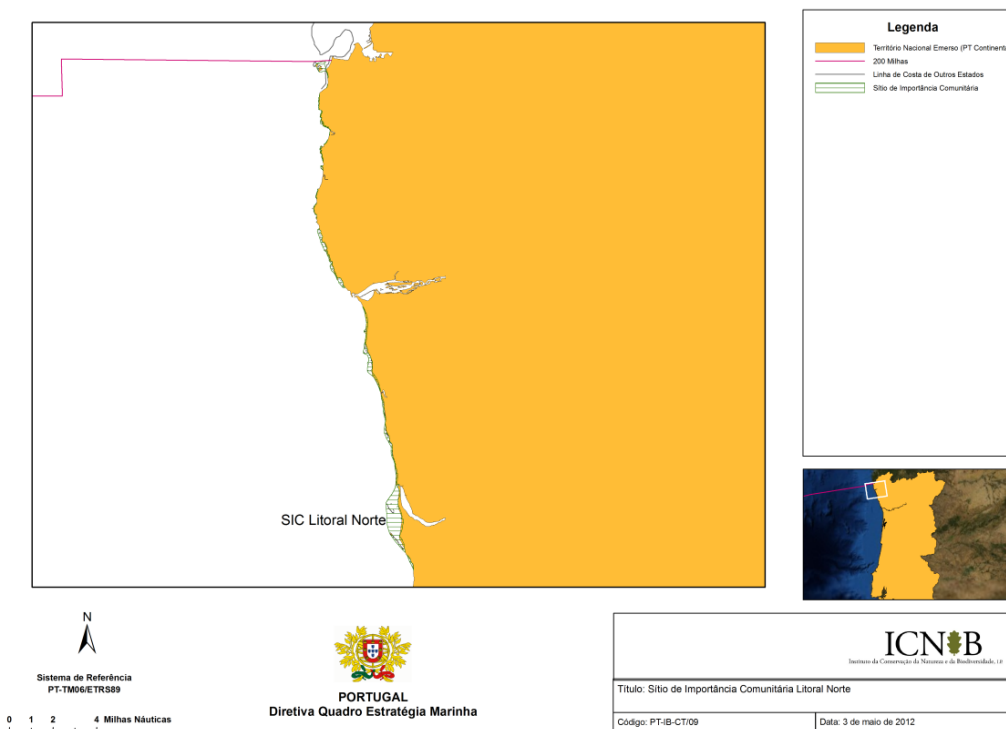 Legenda
Território Nacional Emerso (PT Continenta
200 Milhas
Linha de Costa de Outros Estados
Sítio de Importância Comunitária
SIC Litoral Norte
N
Sistema de Referência
PT-TM06/ETRS89
0 1 2 4 Milhas Náuticas
PORTUGAL
Diretiva Quadro Estratégia Marinha
ICNB
Instituto da Conservação da Natureza e da Biodiversidade, I.P.
Título: Sítio de Importância Comunitária Litoral Norte
Código: PT-IB-CT/09
Data: 3 de maio de 2012